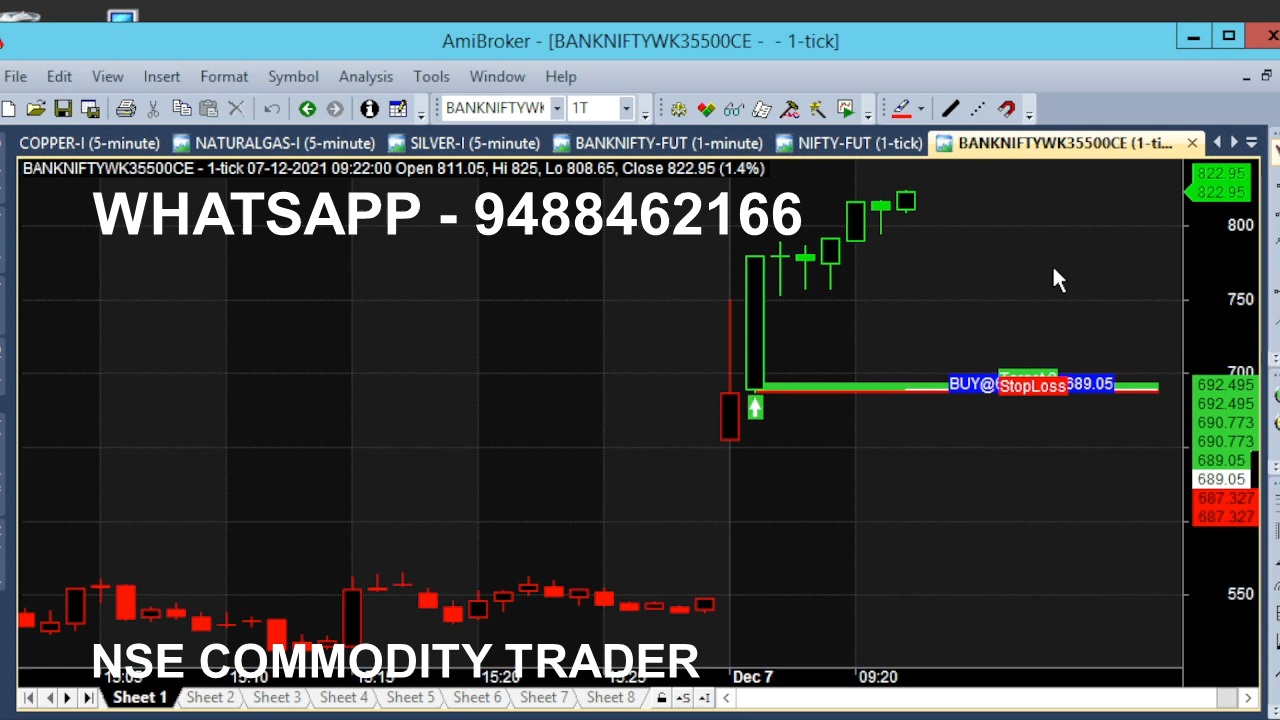 AmiBroker - [BANKNIFTYWK35500CE - - 1-tick]
File Edit View Insert Format Symbol Analysis Tools Window Help
BANKNIFTYWK 1T
COPPER-I (5-minute) NATURALGAS-I (5-minute) SILVER-I (5-minute) BANKNIFTY-FUT (1-minute) NIFTY-FUT (1-tick) BANKNIFTYWK35500CE (1-ti...
BANKNIFTYWK35500CE - 1-tick 07-12-2021 09:22:00 Open 811.05, Hi 825, Lo 808.65, Close 822.95 (1.4%)
822.95
822.95
WHATSAPP - 9488462166
800
750
700
BUY@ StopLoss 689.05
692.495
692.495
690.773
690.773
689.05
689.05
687.327
687.327
550
NSE COMMODITY TRADER
15:20 Dec 7 09:20
Sheet 1 Sheet 2 Sheet 3 Sheet 4 Sheet 5 Sheet 6 Sheet 7 Sheet 8